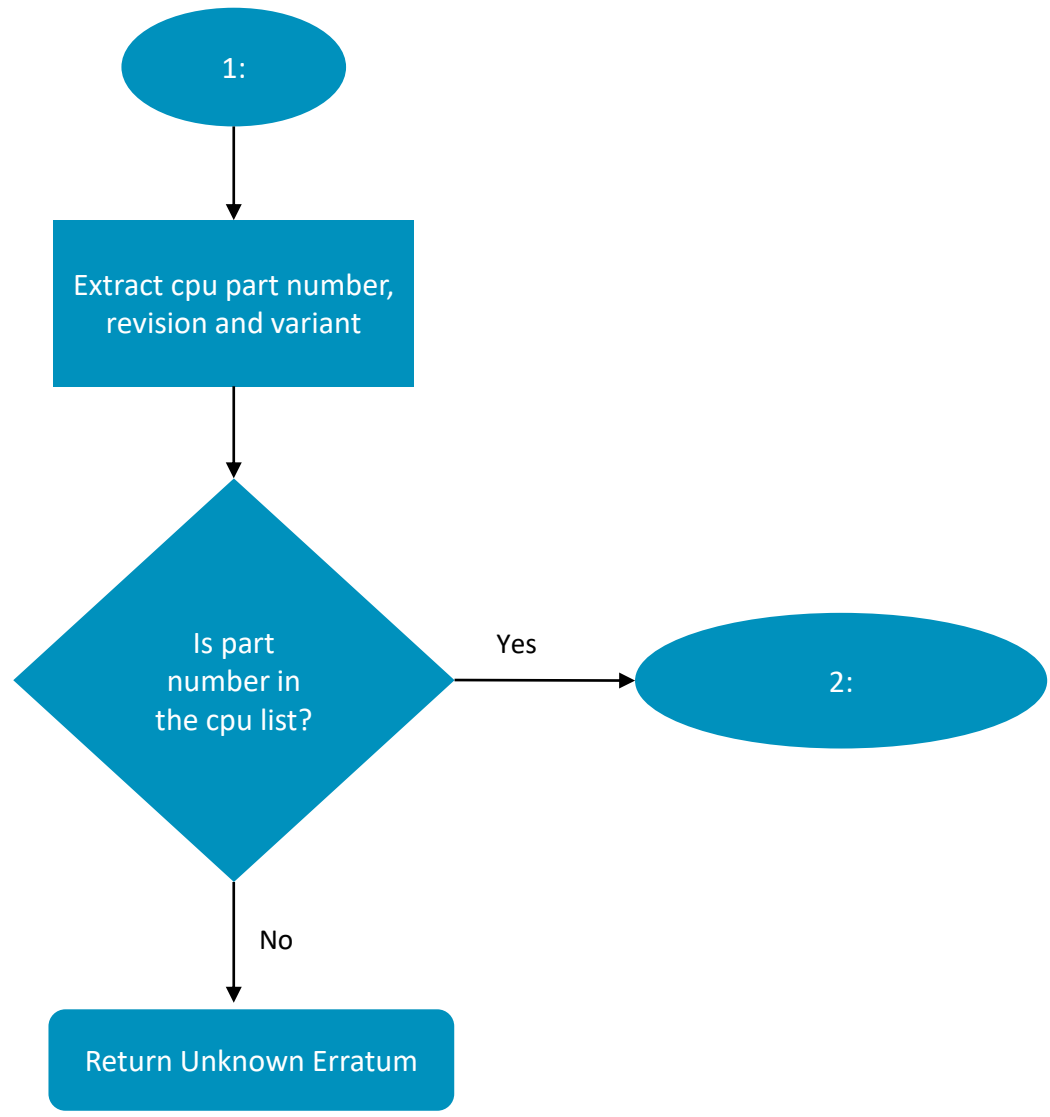 1:
Extract cpu part number,
revision and variant
Is part
number in
the cpu list?
Yes
2:
No
Return Unknown Erratum